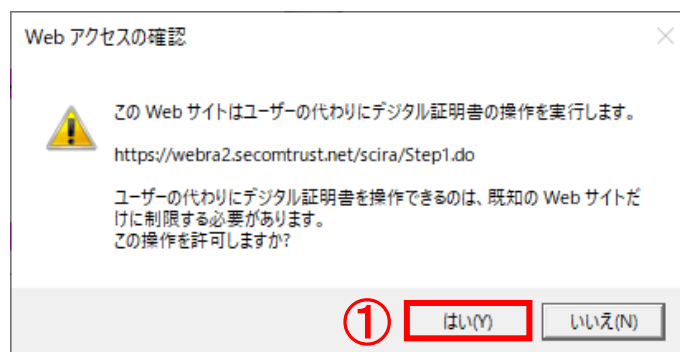 Web アクセスの確認
この Web サイトはユーザーの代わりにデジタル証明書の操作を実行します。
https://webra2.secomtrust.net/scira/Step1.do
ユーザーの代わりにデジタル証明書を操作できるのは、既知の Web サイトだ
けに制限する必要があります。
この操作を許可しますか?
① はい(Y) いいえ(N)